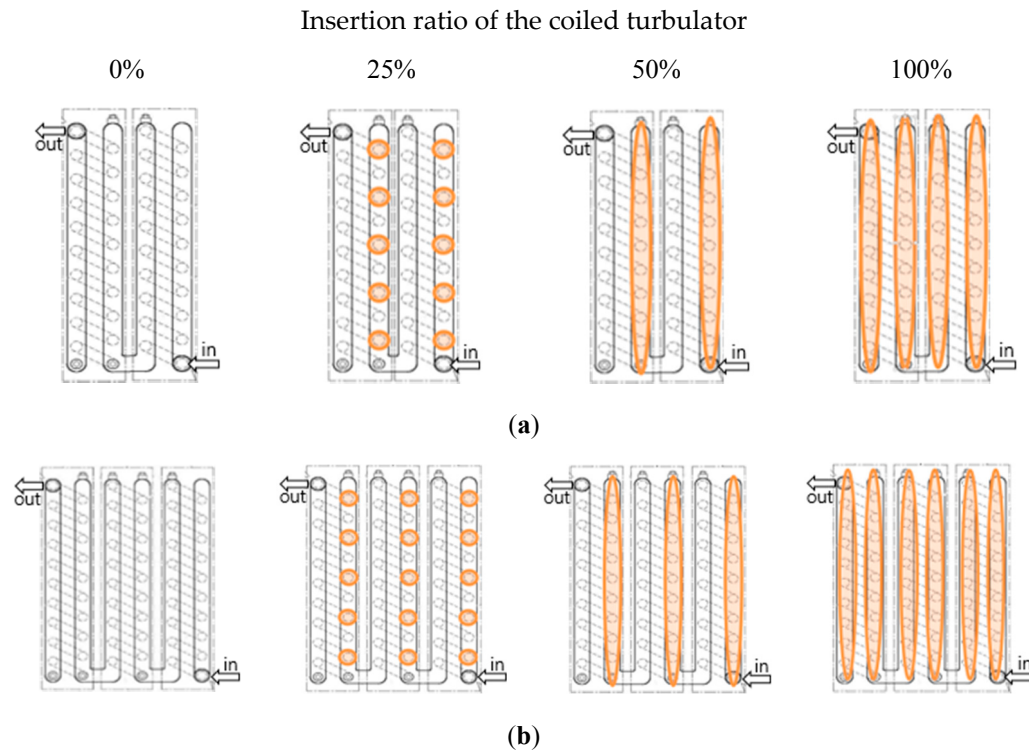 Insertion ratio of the coiled turbulator
0% 25% 50% 100%
out out out out
in in in in
(a)
out out out out
in in in in
(b)